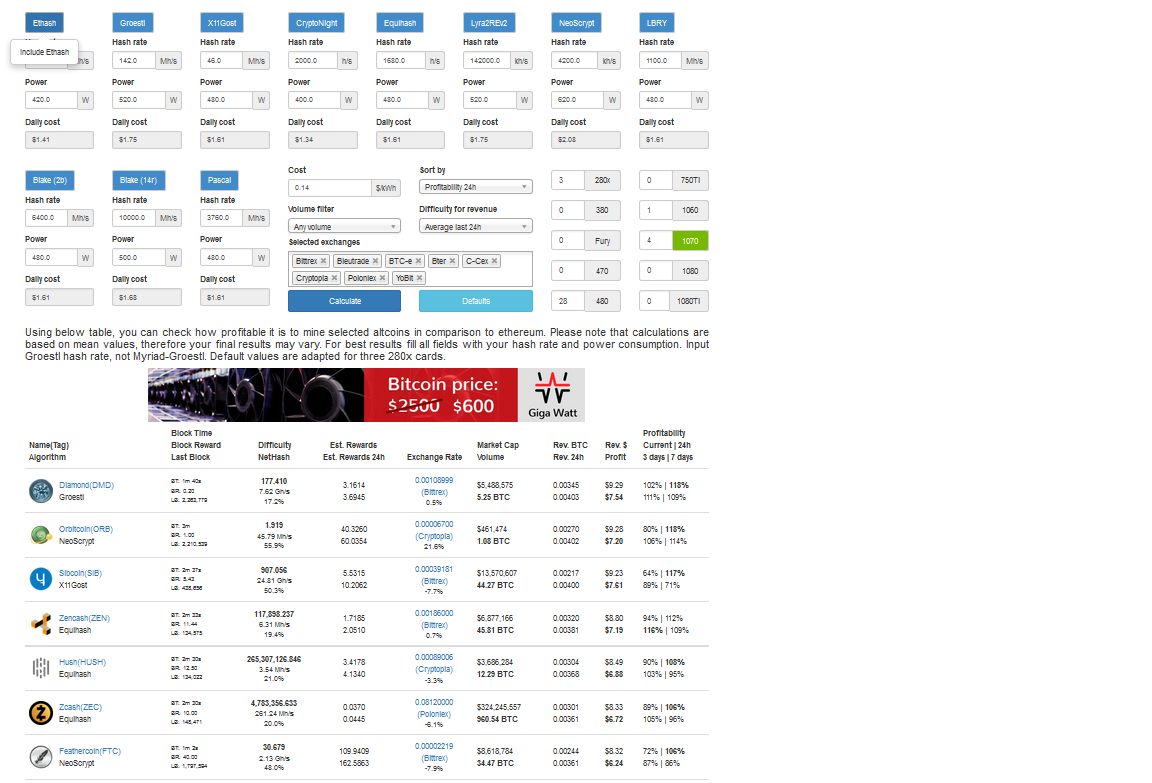 Ethash Groestl X11Gost CryptoNight Equihash Lyra2REv2 NeoScrypt LBRY
Hash rate Hash rate Hash rate Hash rate Hash rate Hash rate Hash rate
Include Ethash
h/s 142.0 Mh/s 46.0 Mh/s 2000.0 h/s 1680.0 h/s 142000.0 kh/s 4200.0 kh/s 1100.0 Mh/s
Power Power Power Power Power Power Power Power
420.0 W 520.0 W 480.0 W 400.0 W 480.0 W 520.0 W 620.0 W 480.0 W
Daily cost Daily cost Daily cost Daily cost Daily cost Daily cost Daily cost Daily cost
$1.41 $1.75 $1.61 $1.34 $1.61 $1.75 $2.08 $1.61
Blake (2b) Blake (14r) Pascal
Hash rate Hash rate Hash rate
6400.0 Mh/s 10000.0 Mh/s 3760.0 Mh/s
Power Power Power
480.0 W 500.0 W 480.0 W
Daily cost Daily cost Daily cost
$1.61 $1.68 $1.61
Cost Sort by
0.14 $/kWh Profitability 24h
Volume filter Difficulty for revenue
Any volume Average last 24h
Selected exchanges
Bittrex × Bleutrade × BTC-e × Bter × C-Cex ×
Cryptopia × Poloniex × YoBit ×
Calculate Defaults
3 280x 0 750Ti
0 380 1 1060
0 Fury 4 1070
0 470 0 1080
28 480 0 1080Ti
Using below table, you can check how profitable it is to mine selected altcoins in comparison to ethereum. Please note that calculations are
based on mean values, therefore your final results may vary. For best results fill all fields with your hash rate and power consumption. Input
Groestl hash rate, not Myriad-Groestl. Default values are adapted for three 280x cards.
Bitcoin price:
$2500 $600
Giga Watt
Block Time Profitability
Name(Tag) Block Reward Difficulty Est. Rewards Market Cap Rev. BTC Rev. $ Current | 24h
Algorithm Last Block NetHash Est. Rewards 24h Exchange Rate Volume Rev. 24h Profit 3 days | 7 days
Diamond(DMD) BT: 1m 40s 177.410 3.1614 0.00108999 $5,488,575 0.00345 $9.29 102% | 118%
Groestl BR: 0.20 7.62 Gh/s 3.6945 (Bittrex) 5.25 BTC 0.00403 $7.54 111% | 109%
LB: 2,263,779 17.2% 0.5%
Orbitcoin(ORB) BT: 3m 1.919 40.3260 0.00006700 $461,474 0.00270 $9.28 80% | 118%
NeoScrypt BR: 1.00 45.79 Mh/s 60.0354 (Cryptopia) 1.08 BTC 0.00402 $7.20 106% | 114%
LB: 2,210,539 55.9% 21.6%
Sibcoin(SIB) BT: 2m 37s 907.056 5.5315 0.00039181 $13,570,607 0.00217 $9.23 64% | 117%
X11Gost BR: 5.43 24.81 Gh/s 10.2062 (Bittrex) 44.27 BTC 0.00400 $7.61 89% | 71%
LB: 435,656 50.3% -7.7%
Zencash(ZEN) BT: 2m 33s 117,898.237 1.7185 0.00186000 $6,877,166 0.00320 $8.80 94% | 112%
Equihash BR: 11.44 6.31 Mh/s 2.0510 (Bittrex) 45.81 BTC 0.00381 $7.19 116% | 109%
LB: 134,575 19.4% 0.7%
Hush(HUSH) BT: 2m 30s 265,307,126.846 3.4178 0.00089006 $3,686,284 0.00304 $8.49 90% | 108%
Equihash BR: 12.50 3.54 Mh/s 4.1340 (Cryptopia) 12.29 BTC 0.00368 $6.88 103% | 95%
LB: 134,022 21.0% -3.3%
Zcash(ZEC) BT: 2m 30s 4,783,356.633 0.0370 0.08120000 $324,245,557 0.00301 $8.33 89% | 106%
Equihash BR: 10.00 261.24 Mh/s 0.0445 (Poloniex) 960.54 BTC 0.00361 $6.72 105% | 96%
LB: 148,471 20.0% -6.1%
Feathercoin(FTC) BT: 1m 2s 30.679 109.9409 0.00002219 $8,618,784 0.00244 $8.32 72% | 106%
NeoScrypt BR: 40.00 2.13 Gh/s 162.5863 (Bittrex) 34.47 BTC 0.00361 $6.24 87% | 86%
LB: 1,797,594 48.0% -7.9%